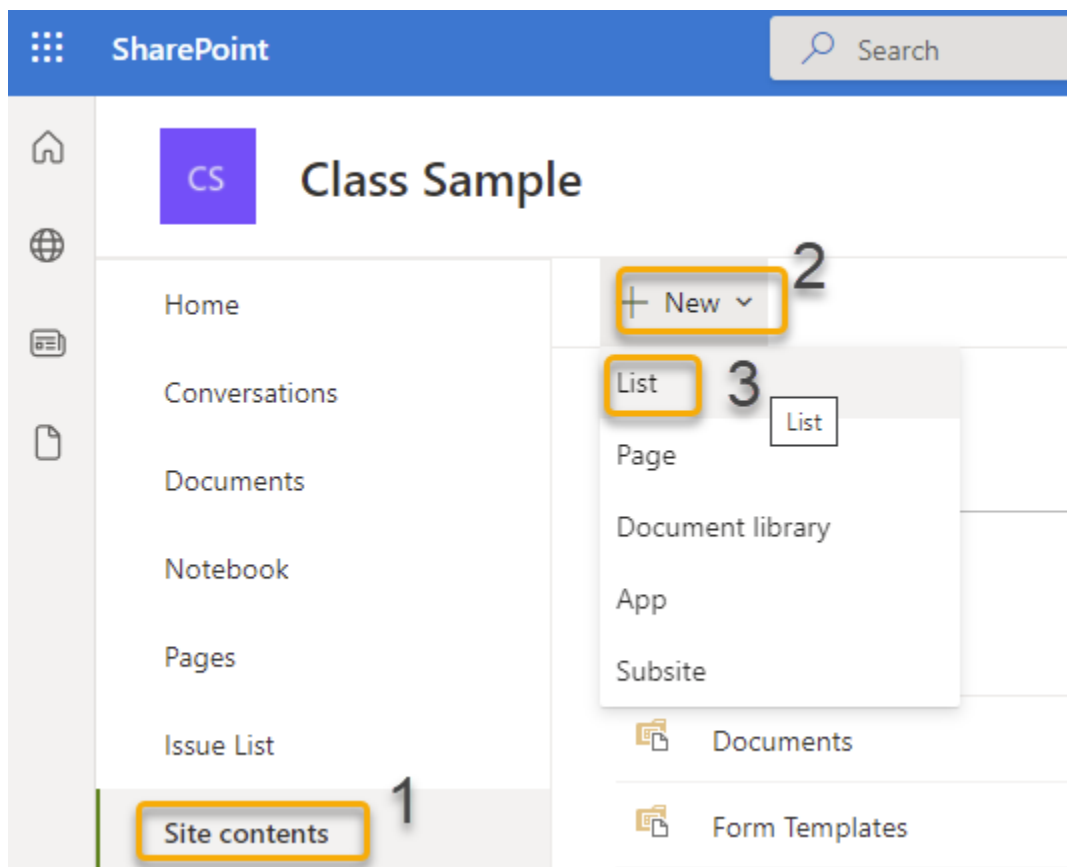 SharePoint
Search
CS
Class Sample
Home
Conversations
Documents
Notebook
Pages
Issue List
Site contents
1
New
2
List
3
List
Page
Document library
App
Subsite
Documents
Form Templates